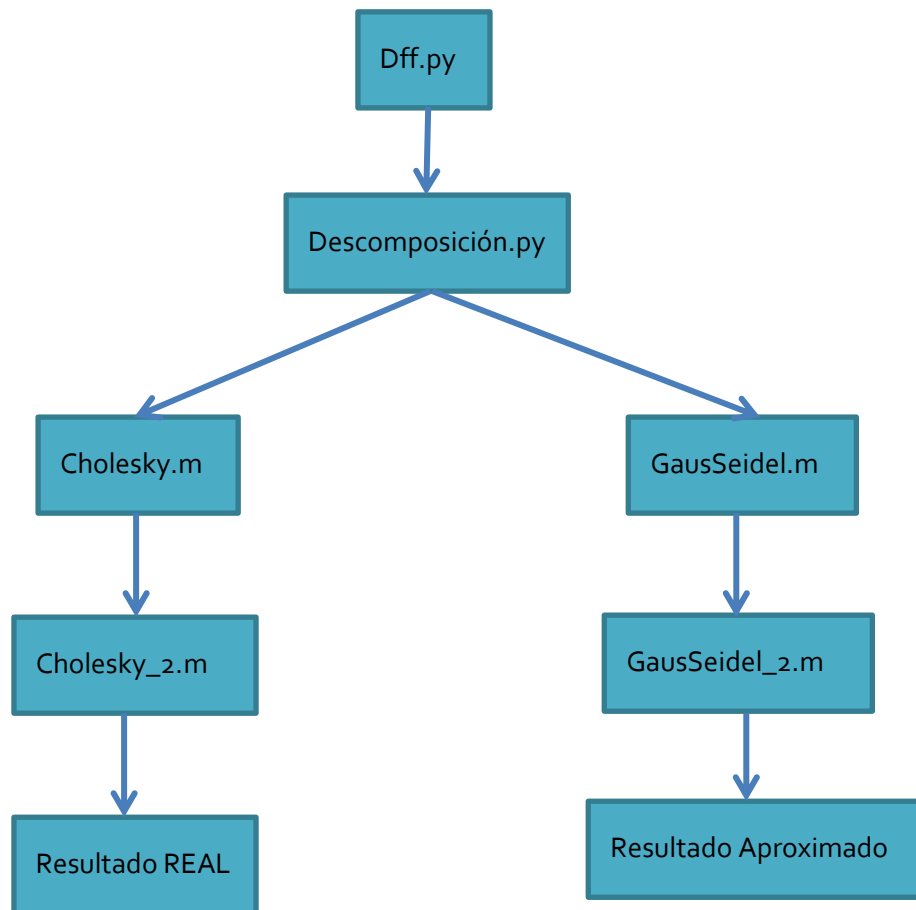 Dff.py
Descomposición.py
Cholesky.m
GausSeidel.m
Cholesky_2.m
GausSeidel_2.m
Resultado REAL
Resultado Aproximado